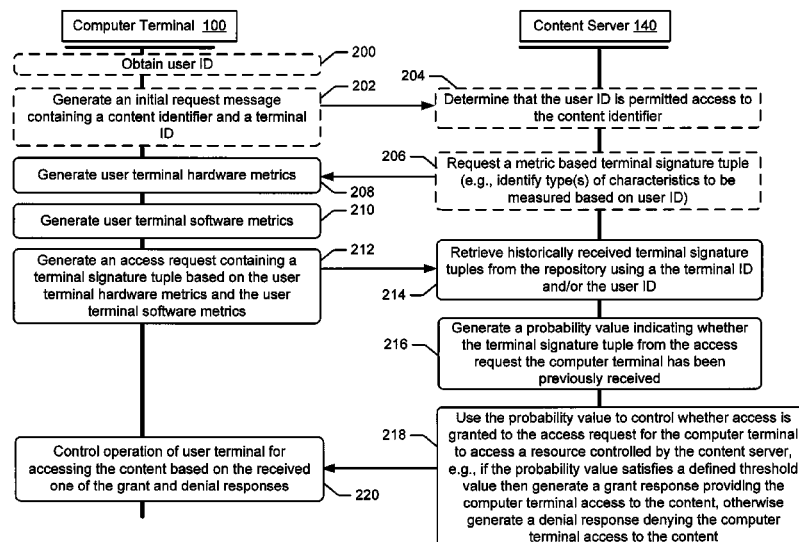 Computer Terminal 100
Content Server 140
200
Obtain user ID
202
Generate an initial request message
containing a content identifier and a terminal
ID
204
Determine that the user ID is permitted access to
the content identifier
206
Request a metric based terminal signature tuple
(e.g., identify type(s) of characteristics to be
measured based on user ID)
Generate user terminal hardware metrics
208
210
Generate user terminal software metrics
212
Generate an access request containing a
terminal signature tuple based on the user
terminal hardware metrics and the user
terminal software metrics
Retrieve historically received terminal signature
tuples from the repository using a the terminal ID
and/or the user ID
214
216
Generate a probability value indicating whether
the terminal signature tuple from the access
request the computer terminal has been
previously received
218
Use the probability value to control whether access is
granted to the access request for the computer terminal
to access a resource controlled by the content server,
e.g., if the probability value satisfies a defined threshold
value then generate a grant response providing the
computer terminal access to the content, otherwise
generate a denial response denying the computer
terminal access to the content
Control operation of user terminal for
accessing the content based on the received
one of the grant and denial responses
220